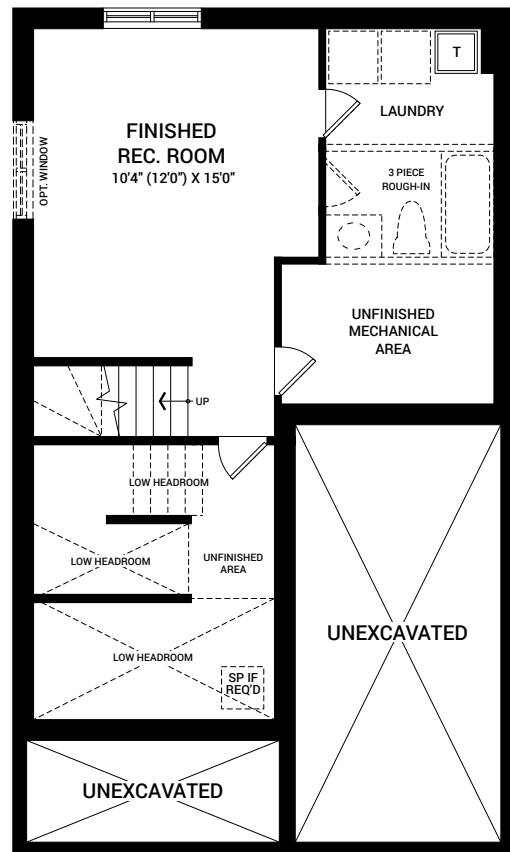 T
LAUNDRY
FINISHED
REC. ROOM
10'4" (12'0") X 15'0"
OPT. WINDOW
3 PIECE
ROUGH-IN
UNFINISHED
MECHANICAL
AREA
UP
LOW HEADROOM
LOW HEADROOM
UNFINISHED
AREA
LOW HEADROOM
SP IF
REQ'D
UNEXCAVATED
UNEXCAVATED